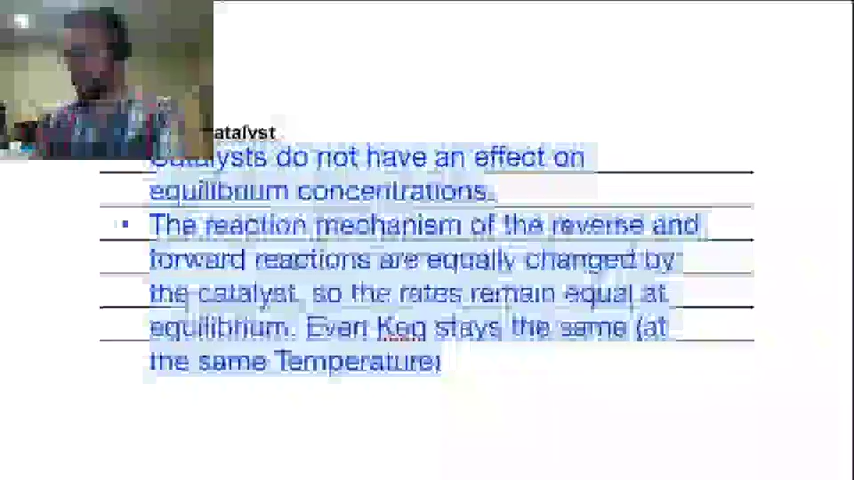 atalyst
Catalysts do not have an effect on
equilibrium concentrations.
The reaction mechanism of the reverse and
forward reactions are equally changed by
the catalyst, so the rates remain equal at
equilibrium. Even Keq stays the same (at
the same Temperature)